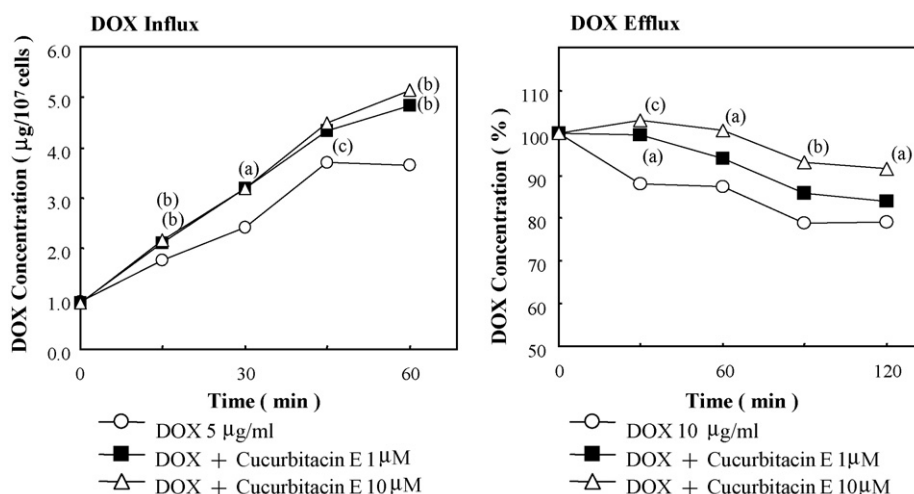 DOX Influx
DOX Concentration ( μg/10⁷ cells )
6.0
5.0
4.0
3.0
2.0
1.0
0.0
(b)
(b)
(a)
(c)
(b)
(b)
0
30
60
Time ( min )
DOX 5 μg/ml
DOX + Cucurbitacin E 1μM
DOX + Cucurbitacin E 10μM
DOX Efflux
DOX Concentration ( % )
110
100
90
80
70
60
50
(c)
(a)
(a)
(b)
(a)
0
60
120
Time ( min )
DOX 10 μg/ml
DOX + Cucurbitacin E 1μM
DOX + Cucurbitacin E 10μM